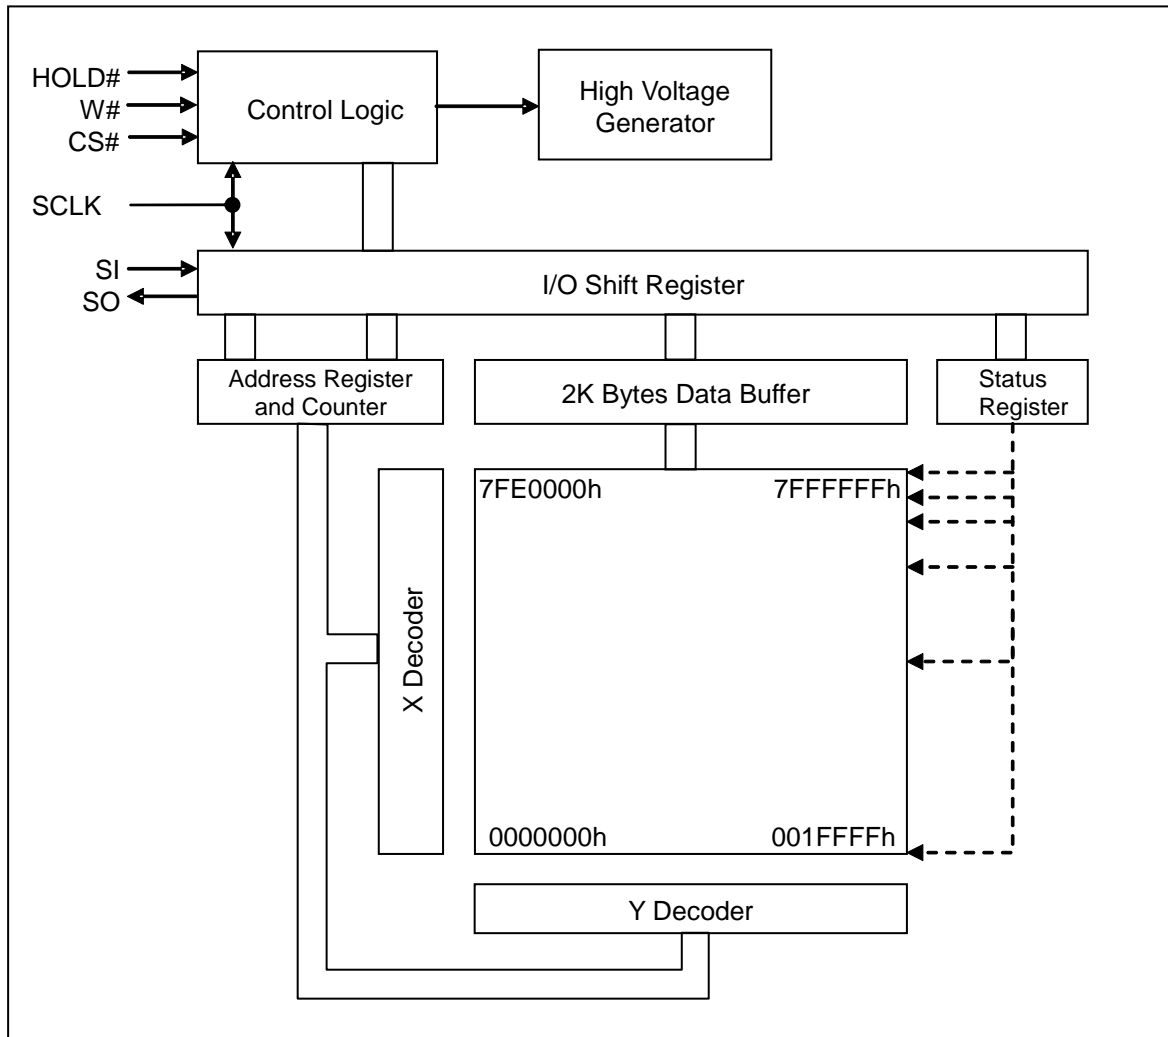 HOLD#
W#
CS#
Control Logic
High Voltage
Generator
SCLK
SI
SO
I/O Shift Register
Address Register
and Counter
2K Bytes Data Buffer
Status
Register
7FE0000h
7FFFFFFh
X Decoder
0000000h
001FFFFh
Y Decoder